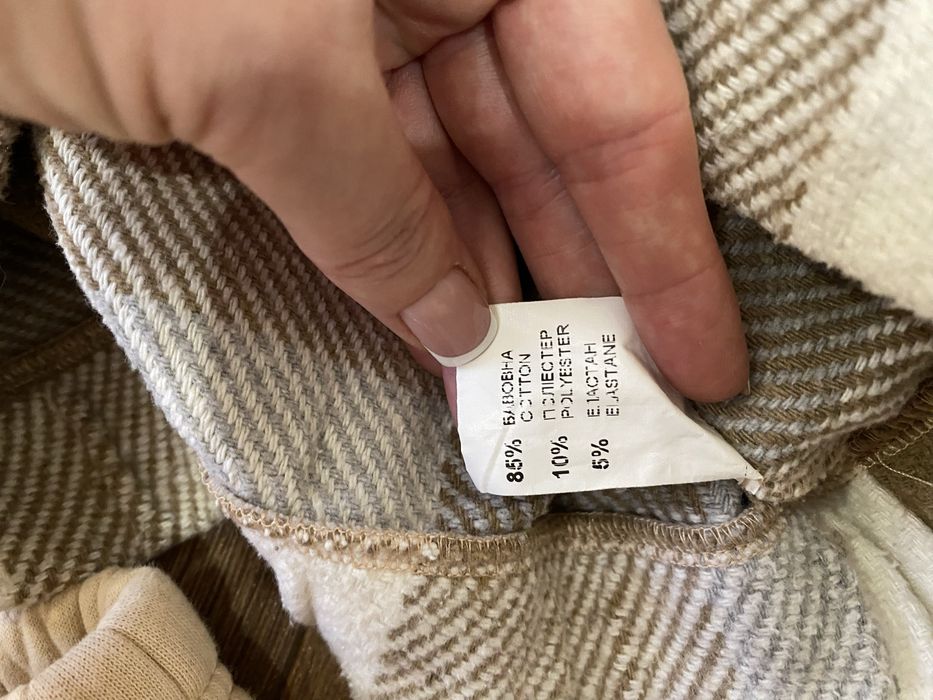 85% БАВОВНА
COTTON
10% ПОЛІЕСТЕР
POLYESTER
5% ЕЛАСТАН
ELASTANE